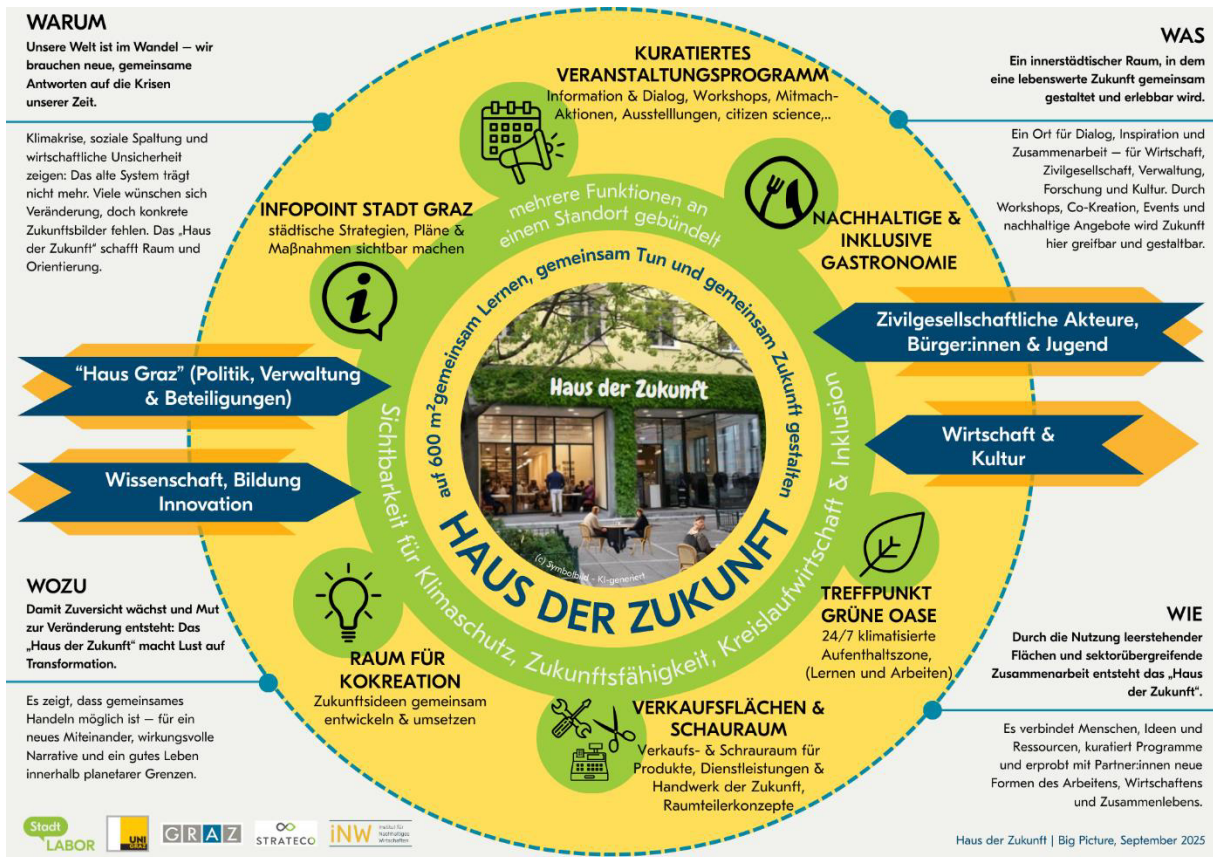 WARUM
Unsere Welt ist im Wandel – wir
brauchen neue, gemeinsame
Antworten auf die Krisen
unserer Zeit.
Klimakrise, soziale Spaltung und
wirtschaftliche Unsicherheit
zeigen: Das alte System trägt
nicht mehr. Viele wünschen sich
Veränderung, doch konkrete
Zukunftsbilder fehlen. Das „Haus
der Zukunft“ schafft Raum und
Orientierung.
KURATIERTES
VERANSTALTUNGSPROGRAMM
Information & Dialog, Workshops, Mitmach-
Aktionen, Ausstelllungen, citizen science,..
WAS
Ein innerstädtischer Raum, in dem
eine lebenswerte Zukunft gemeinsam
gestaltet und erlebbar wird.
Ein Ort für Dialog, Inspiration und
Zusammenarbeit – für Wirtschaft,
Zivilgesellschaft, Verwaltung,
Forschung und Kultur. Durch
Workshops, Co-Kreation, Events und
nachhaltige Angebote wird Zukunft
hier greifbar und gestaltbar.
INFOPOINT STADT GRAZ
städtische Strategien, Pläne &
Maßnahmen sichtbar machen
mehrere Funktionen an
einem Standort gebündelt
NACHHALTIGE &
INKLUSIVE
GASTRONOMIE
auf 600 m² gemeinsam Lernen, gemeinsam Tun und gemeinsam Zukunft gestalten
Haus der Zukunft
(c) Symbolbild - KI-generiert
HAUS DER ZUKUNFT
Sichtbarkeit für Klimaschutz, Zukunftsfähigkeit, Kreislaufwirtschaft & Inklusion
“Haus Graz” (Politik, Verwaltung
& Beteiligungen)
Wissenschaft, Bildung
Innovation
Zivilgesellschaftliche Akteure,
Bürger:innen & Jugend
Wirtschaft &
Kultur
WOZU
Damit Zuversicht wächst und Mut
zur Veränderung entsteht: Das
„Haus der Zukunft“ macht Lust auf
Transformation.
Es zeigt, dass gemeinsames
Handeln möglich ist – für ein
neues Miteinander, wirkungsvolle
Narrative und ein gutes Leben
innerhalb planetarer Grenzen.
RAUM FÜR
KOKREATION
Zukunftsideen gemeinsam
entwickeln & umsetzen
VERKAUFSFLÄCHEN &
SCHAURAUM
Verkaufs- & Schrauraum für
Produkte, Dienstleistungen &
Handwerk der Zukunft,
Raumteilerkonzepte
TREFFPUNKT
GRÜNE OASE
24/7 klimatisierte
Aufenthaltszone,
(Lernen und Arbeiten)
WIE
Durch die Nutzung leerstehender
Flächen und sektorübergreifende
Zusammenarbeit entsteht das „Haus
der Zukunft“.
Es verbindet Menschen, Ideen und
Ressourcen, kuratiert Programme
und erprobt mit Partner:innen neue
Formen des Arbeitens, Wirtschaftens
und Zusammenlebens.
Stadt
LABOR
UNI
GRAZ
GRAZ
STRATECO
iNW
Institut für
Nachhaltiges
Wirtschaften
Haus der Zukunft | Big Picture, September 2025